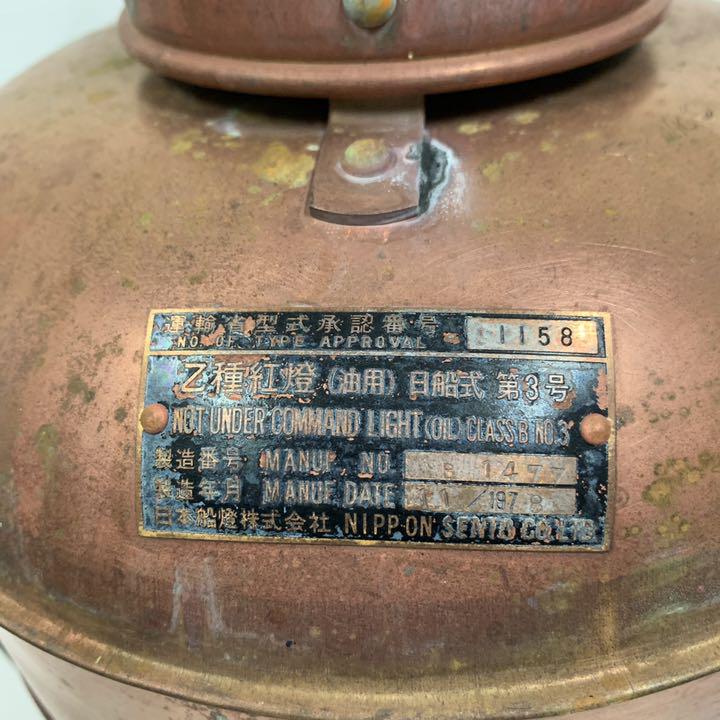 運輸省型式承認番号 1158
NO. OF TYPE APPROVAL
乙種紅燈(油用)日船式 第3号
NOT UNDER COMMAND LIGHT (OIL) CLASS B NO.3
製造番号 MANUF. NO B 1477
製造年月 MANUF. DATE 11/1978
日本船燈株式会社 NIPPON SENTO CO. LTD